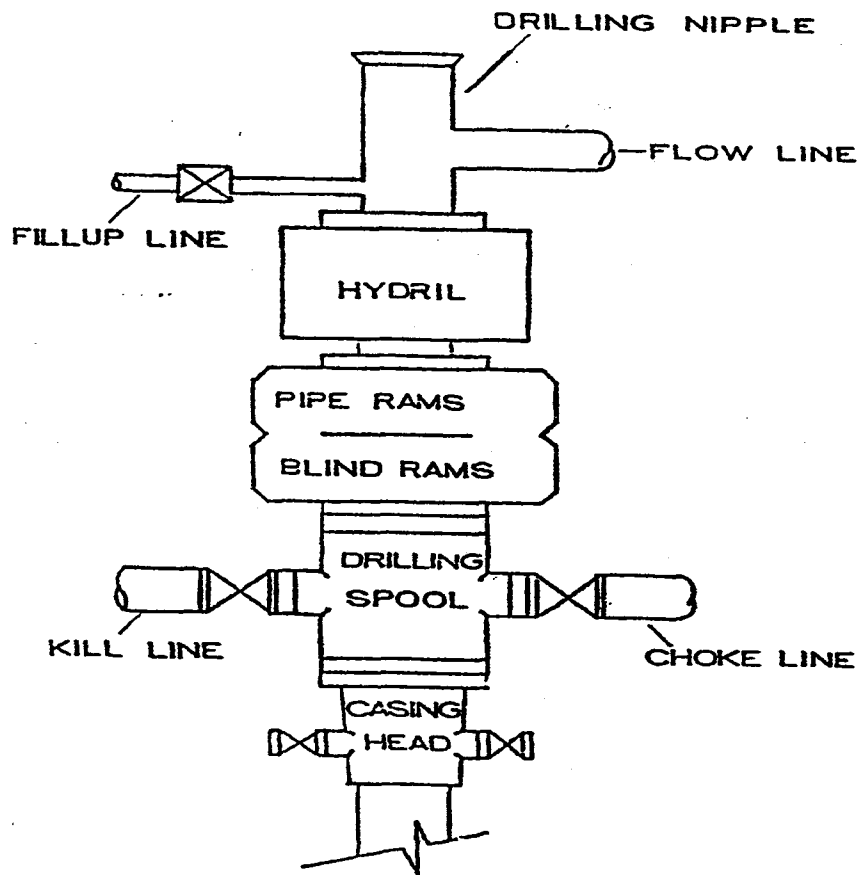 DRILLING NIPPLE
FLOW LINE
FILLUP LINE
HYDRIL
PIPE RAMS
BLIND RAMS
DRILLING
SPOOL
KILL LINE
CHOKE LINE
CASING
HEAD